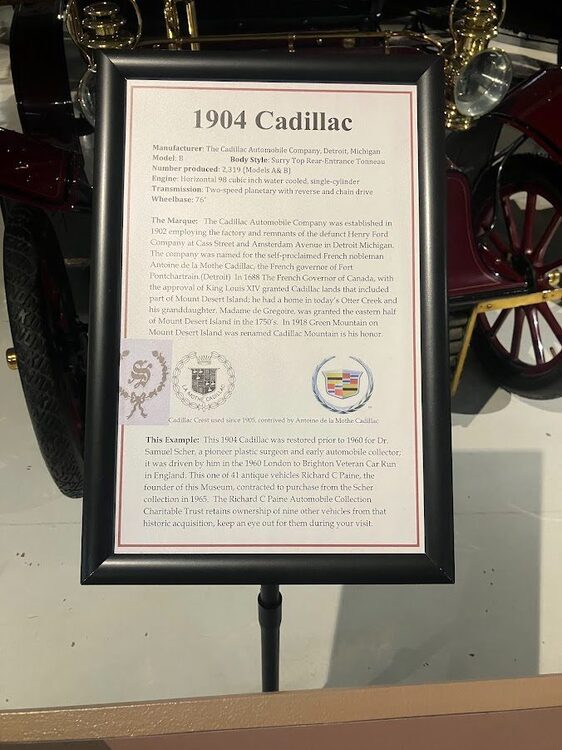 1904 Cadillac
Manufacturer: The Cadillac Automobile Company, Detroit, Michigan
Model: B Body Style: Surry Top Rear-Entrance Tonneau
Number produced: 2,319 (Models A& B)
Engine: Horizontal 98 cubic inch water cooled, single-cylinder
Transmission: Two-speed planetary with reverse and chain drive
Wheelbase: 76"
The Marque: The Cadillac Automobile Company was established in
1902 employing the factory and remnants of the defunct Henry Ford
Company at Cass Street and Amsterdam Avenue in Detroit Michigan.
The company was named for the self-proclaimed French nobleman
Antoine de la Mothe Cadillac, the French governor of Fort
Pontchartrain (Detroit) In 1688 The French Governor of Canada, with
the approval of King Louis XIV granted Cadillac lands that included
part of Mount Desert Island; he had a home in today's Otter Creek and
his granddaughter, Madame de Gregoire, was granted the eastern half
of Mount Desert Island in the 1750's. In 1918 Green Mountain on
Mount Desert Island was renamed Cadillac Mountain is his honor.
S
LA MOTHE CADILLAC
Cadillac Crest used since 1905, contrived by Antoine de la Mothe Cadillac
This Example: This 1904 Cadillac was restored prior to 1960 for Dr.
Samuel Scher, a pioneer plastic surgeon and early automobile collector;
it was driven by him in the 1960 London to Brighton Veteran Car Run
in England. This one of 41 antique vehicles Richard C Paine, the
founder of this Museum, contracted to purchase from the Scher
collection in 1965. The Richard C Paine Automobile Collection
Charitable Trust retains ownership of nine other vehicles from that
historic acquisition, keep an eye out for them during your visit.